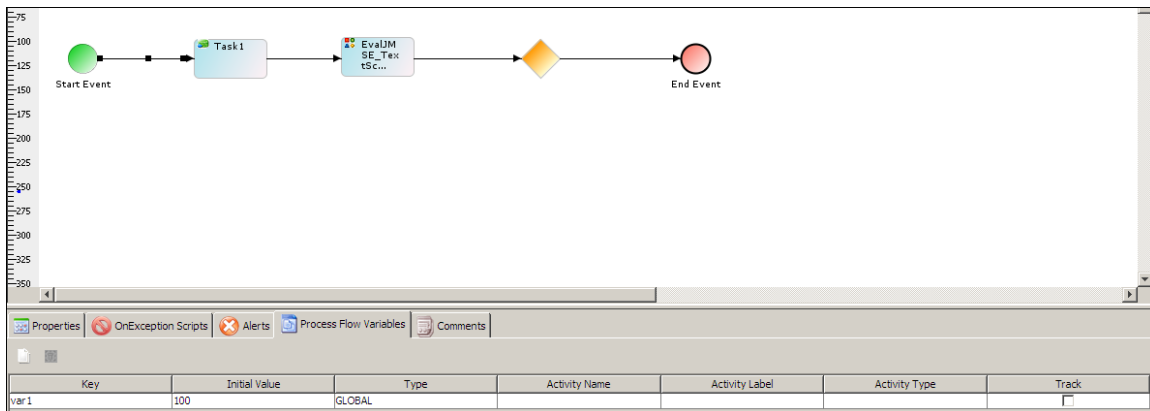 75
100
125
150
175
200
225
250
275
300
325
350
Task1
EvalJM
SE_Tex
tSc...
Start Event
End Event
Properties OnException Scripts Alerts Process Flow Variables Comments
Key Initial Value Type Activity Name Activity Label Activity Type Track
var1 100 GLOBAL